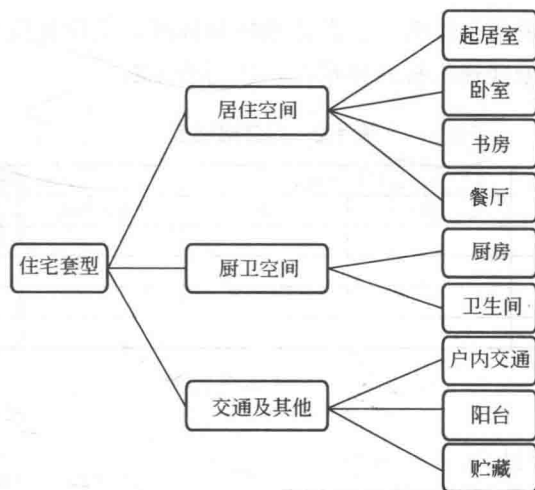 起居室
卧室
书房
餐厅
居住空间
住宅套型
厨卫空间
厨房
卫生间
交通及其他
户内交通
阳台
贮藏